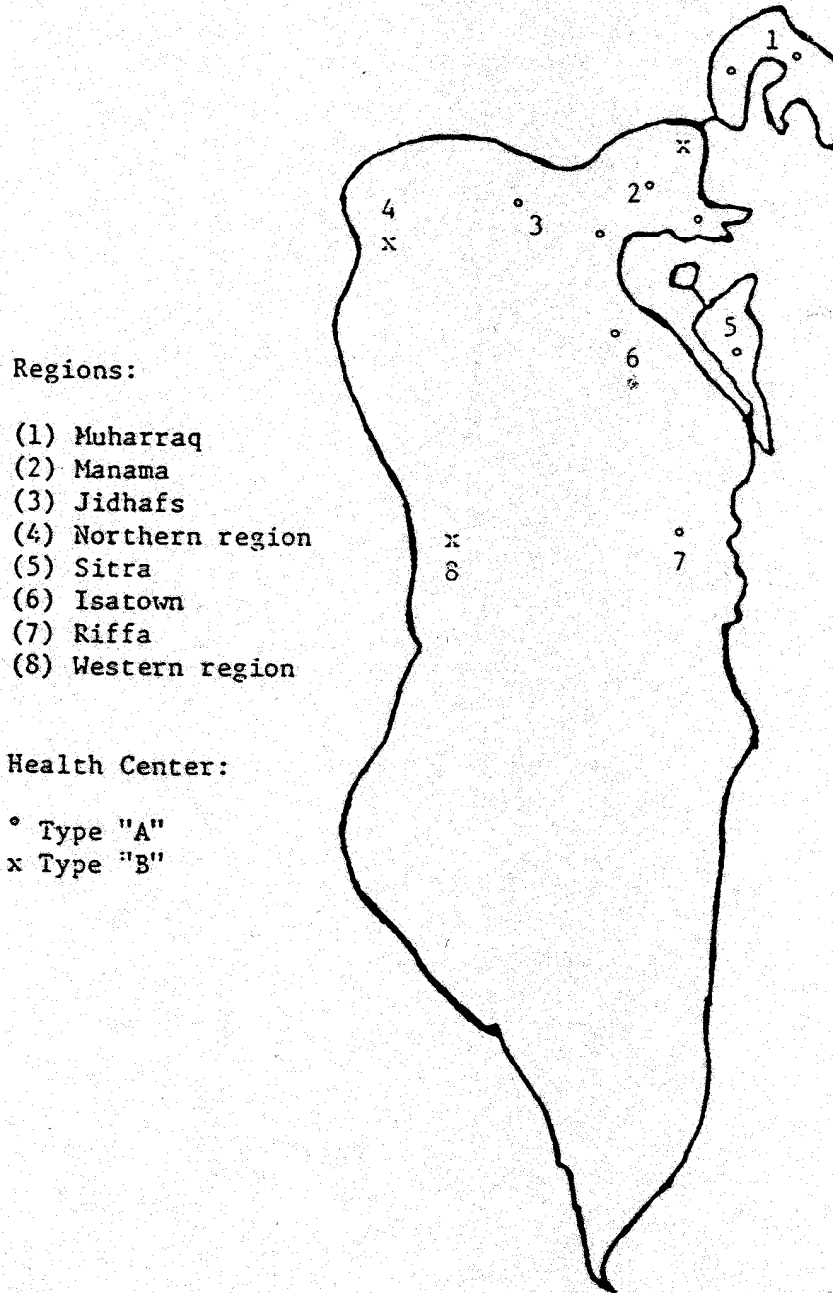 1
2
4
3
5
6
Regions:
(1) Muharraq
(2) Manama
(3) Jidhafs
(4) Northern region
(5) Sitra
(6) Isatown
(7) Riffa
(8) Western region
x
8
7
Health Center:
° Type "A"
x Type "B"